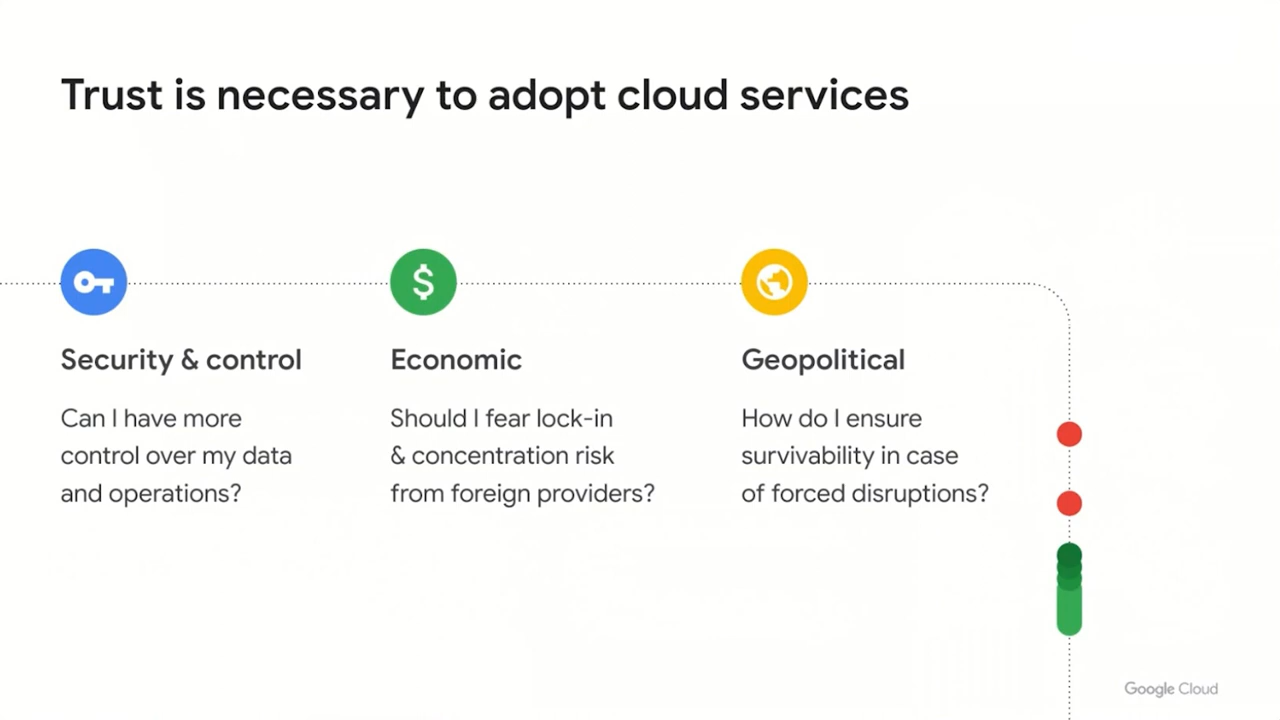 Trust is necessary to adopt cloud services
$
Security & control
Can I have more
control over my data
and operations?
Economic
Should I fear lock-in
& concentration risk
from foreign providers?
Geopolitical
How do I ensure
survivability in case
of forced disruptions?
Google Cloud